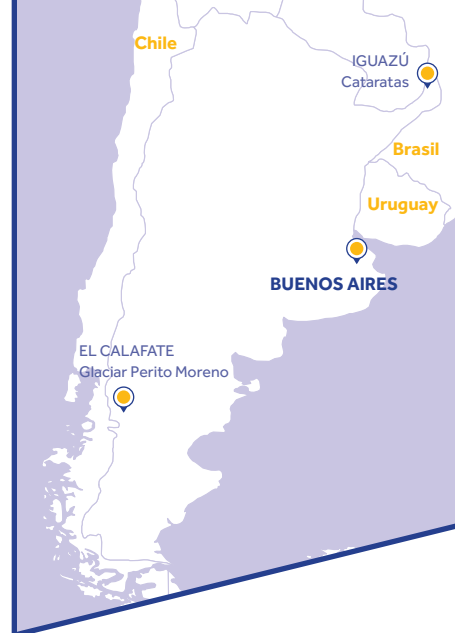 Chile
IGUAZÚ
Cataratas
Brasil
Uruguay
BUENOS AIRES
EL CALAFATE
Glaciar Perito Moreno